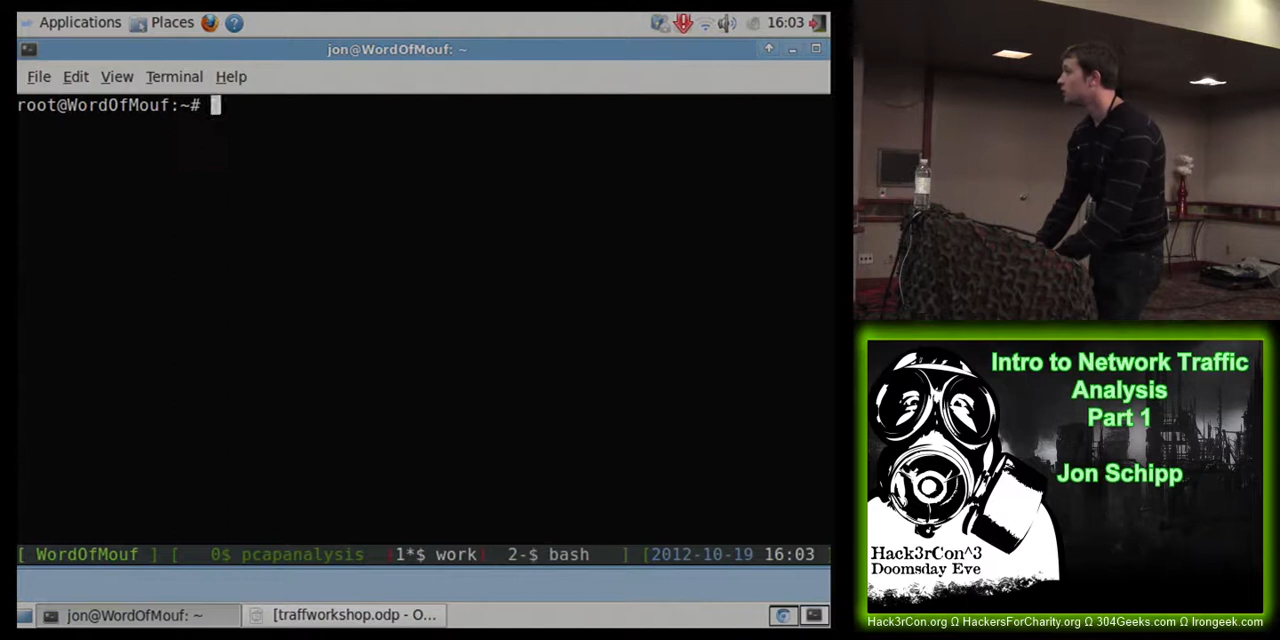 Applications Places 16:03
jon@WordOfMouf: ~
File Edit View Terminal Help
root@WordOfMouf:~#
[ WordOfMouf ] [ 0$ pcapanalysis (1*$ work) 2-$ bash ] [2012-10-19 16:03 ]
jon@WordOfMouf: ~ [traffworkshop.odp - O...
Intro to Network Traffic
Analysis
Part 1
Jon Schipp
Hack3rCon^3
Doomsday Eve
Hack3rCon.org Ω HackersForCharity.org Ω 304Geeks.com Ω Irongeek.com